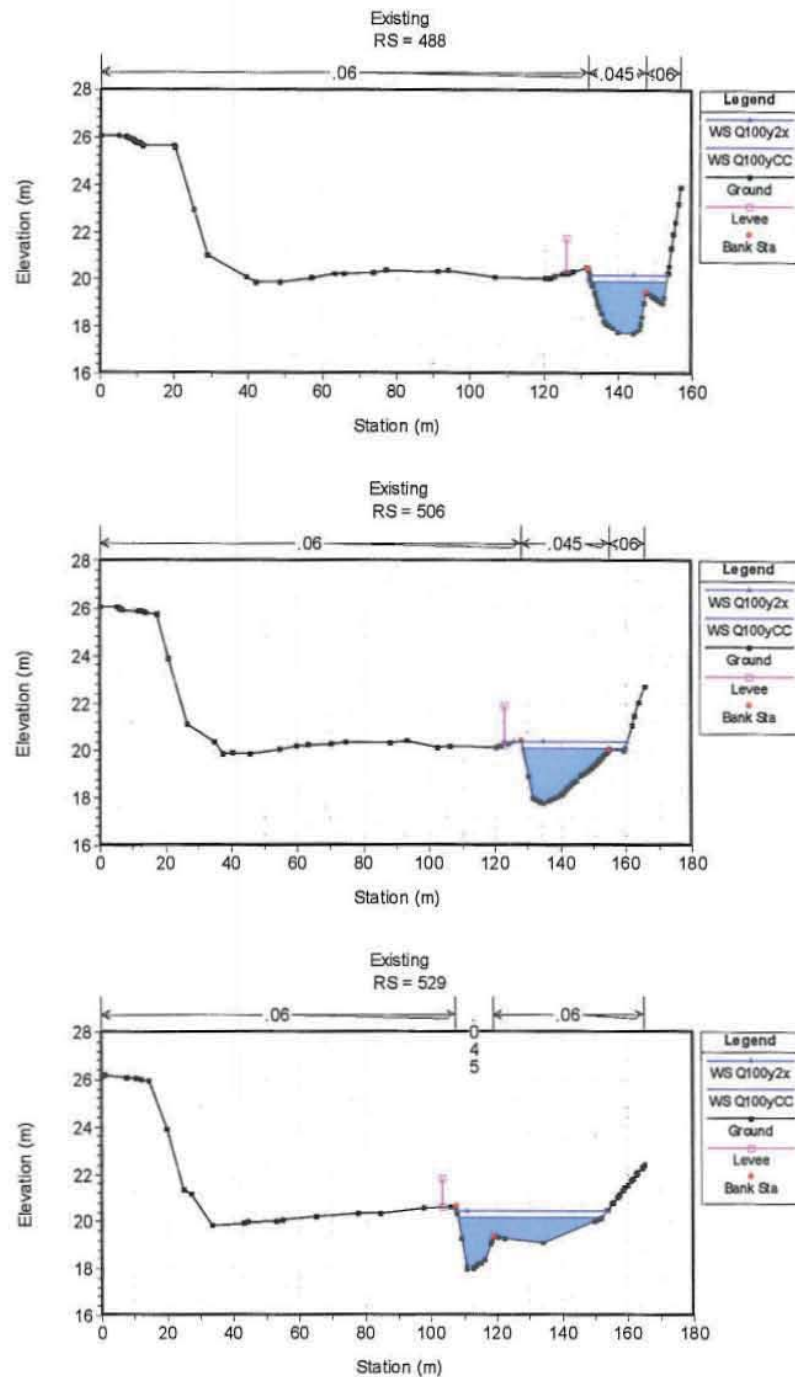 Existing
RS = 488
.06 .045 .06
28
26
24
22
20
18
16
Elevation (m)
0 20 40 60 80 100 120 140 160
Station (m)
Legend
WS Q100y2x
WS Q100yCC
Ground
Levee
Bank Sta
Existing
RS = 506
.06 .045 .06
28
26
24
22
20
18
16
Elevation (m)
0 20 40 60 80 100 120 140 160 180
Station (m)
Legend
WS Q100y2x
WS Q100yCC
Ground
Levee
Bank Sta
Existing
RS = 529
.06 .045 .06
28
26
24
22
20
18
16
Elevation (m)
0 20 40 60 80 100 120 140 160 180
Station (m)
Legend
WS Q100y2x
WS Q100yCC
Ground
Levee
Bank Sta